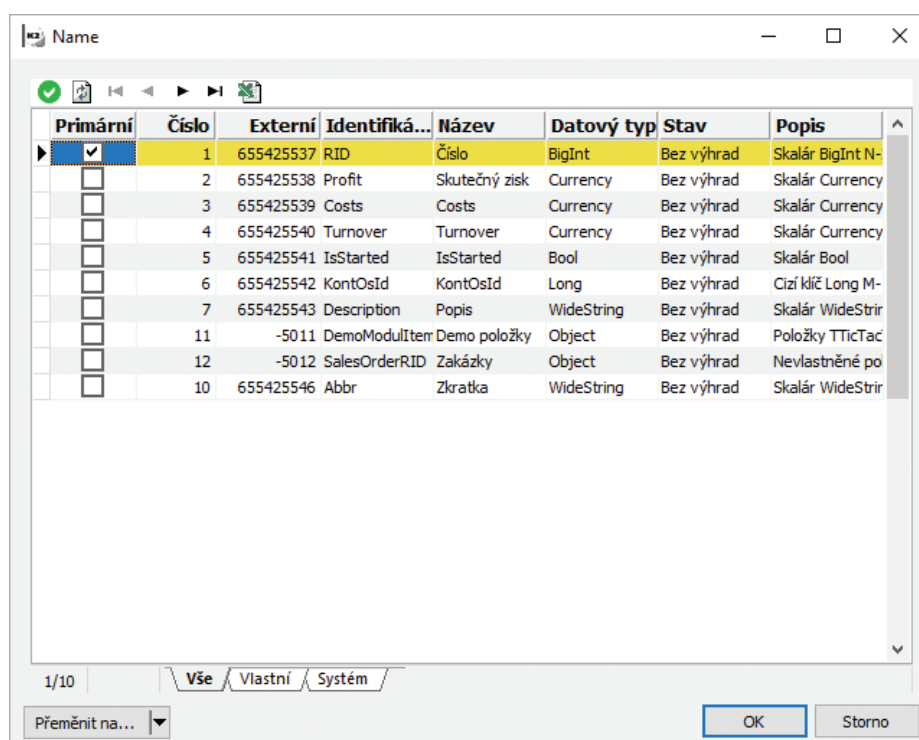 K2 Name
Primární Číslo Externí Identifiká... Název Datový typ Stav Popis
1 655425537 RID Číslo BigInt Bez výhrad Skalár BigInt N-
2 655425538 Profit Skutečný zisk Currency Bez výhrad Skalár Currency
3 655425539 Costs Costs Currency Bez výhrad Skalár Currency
4 655425540 Turnover Turnover Currency Bez výhrad Skalár Currency
5 655425541 IsStarted IsStarted Bool Bez výhrad Skalár Bool
6 655425542 KontOsId KontOsId Long Bez výhrad Cizí klíč Long M-
7 655425543 Description Popis WideString Bez výhrad Skalár WideStrin
11 -5011 DemoModulItem Demo položky Object Bez výhrad Položky TTicTac
12 -5012 SalesOrderRID Zakázky Object Bez výhrad Nevlastněné po
10 655425546 Abbr Zkratka WideString Bez výhrad Skalár WideStrin
1/10 Vše Vlastní Systém
Přeměnit na... OK Storno